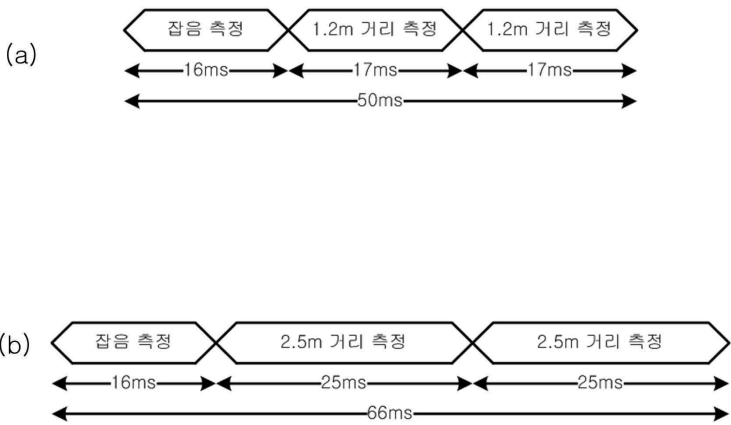 (a)
잡음 측정 1.2m 거리 측정 1.2m 거리 측정
16ms 17ms 17ms
50ms
(b)
잡음 측정 2.5m 거리 측정 2.5m 거리 측정
16ms 25ms 25ms
66ms